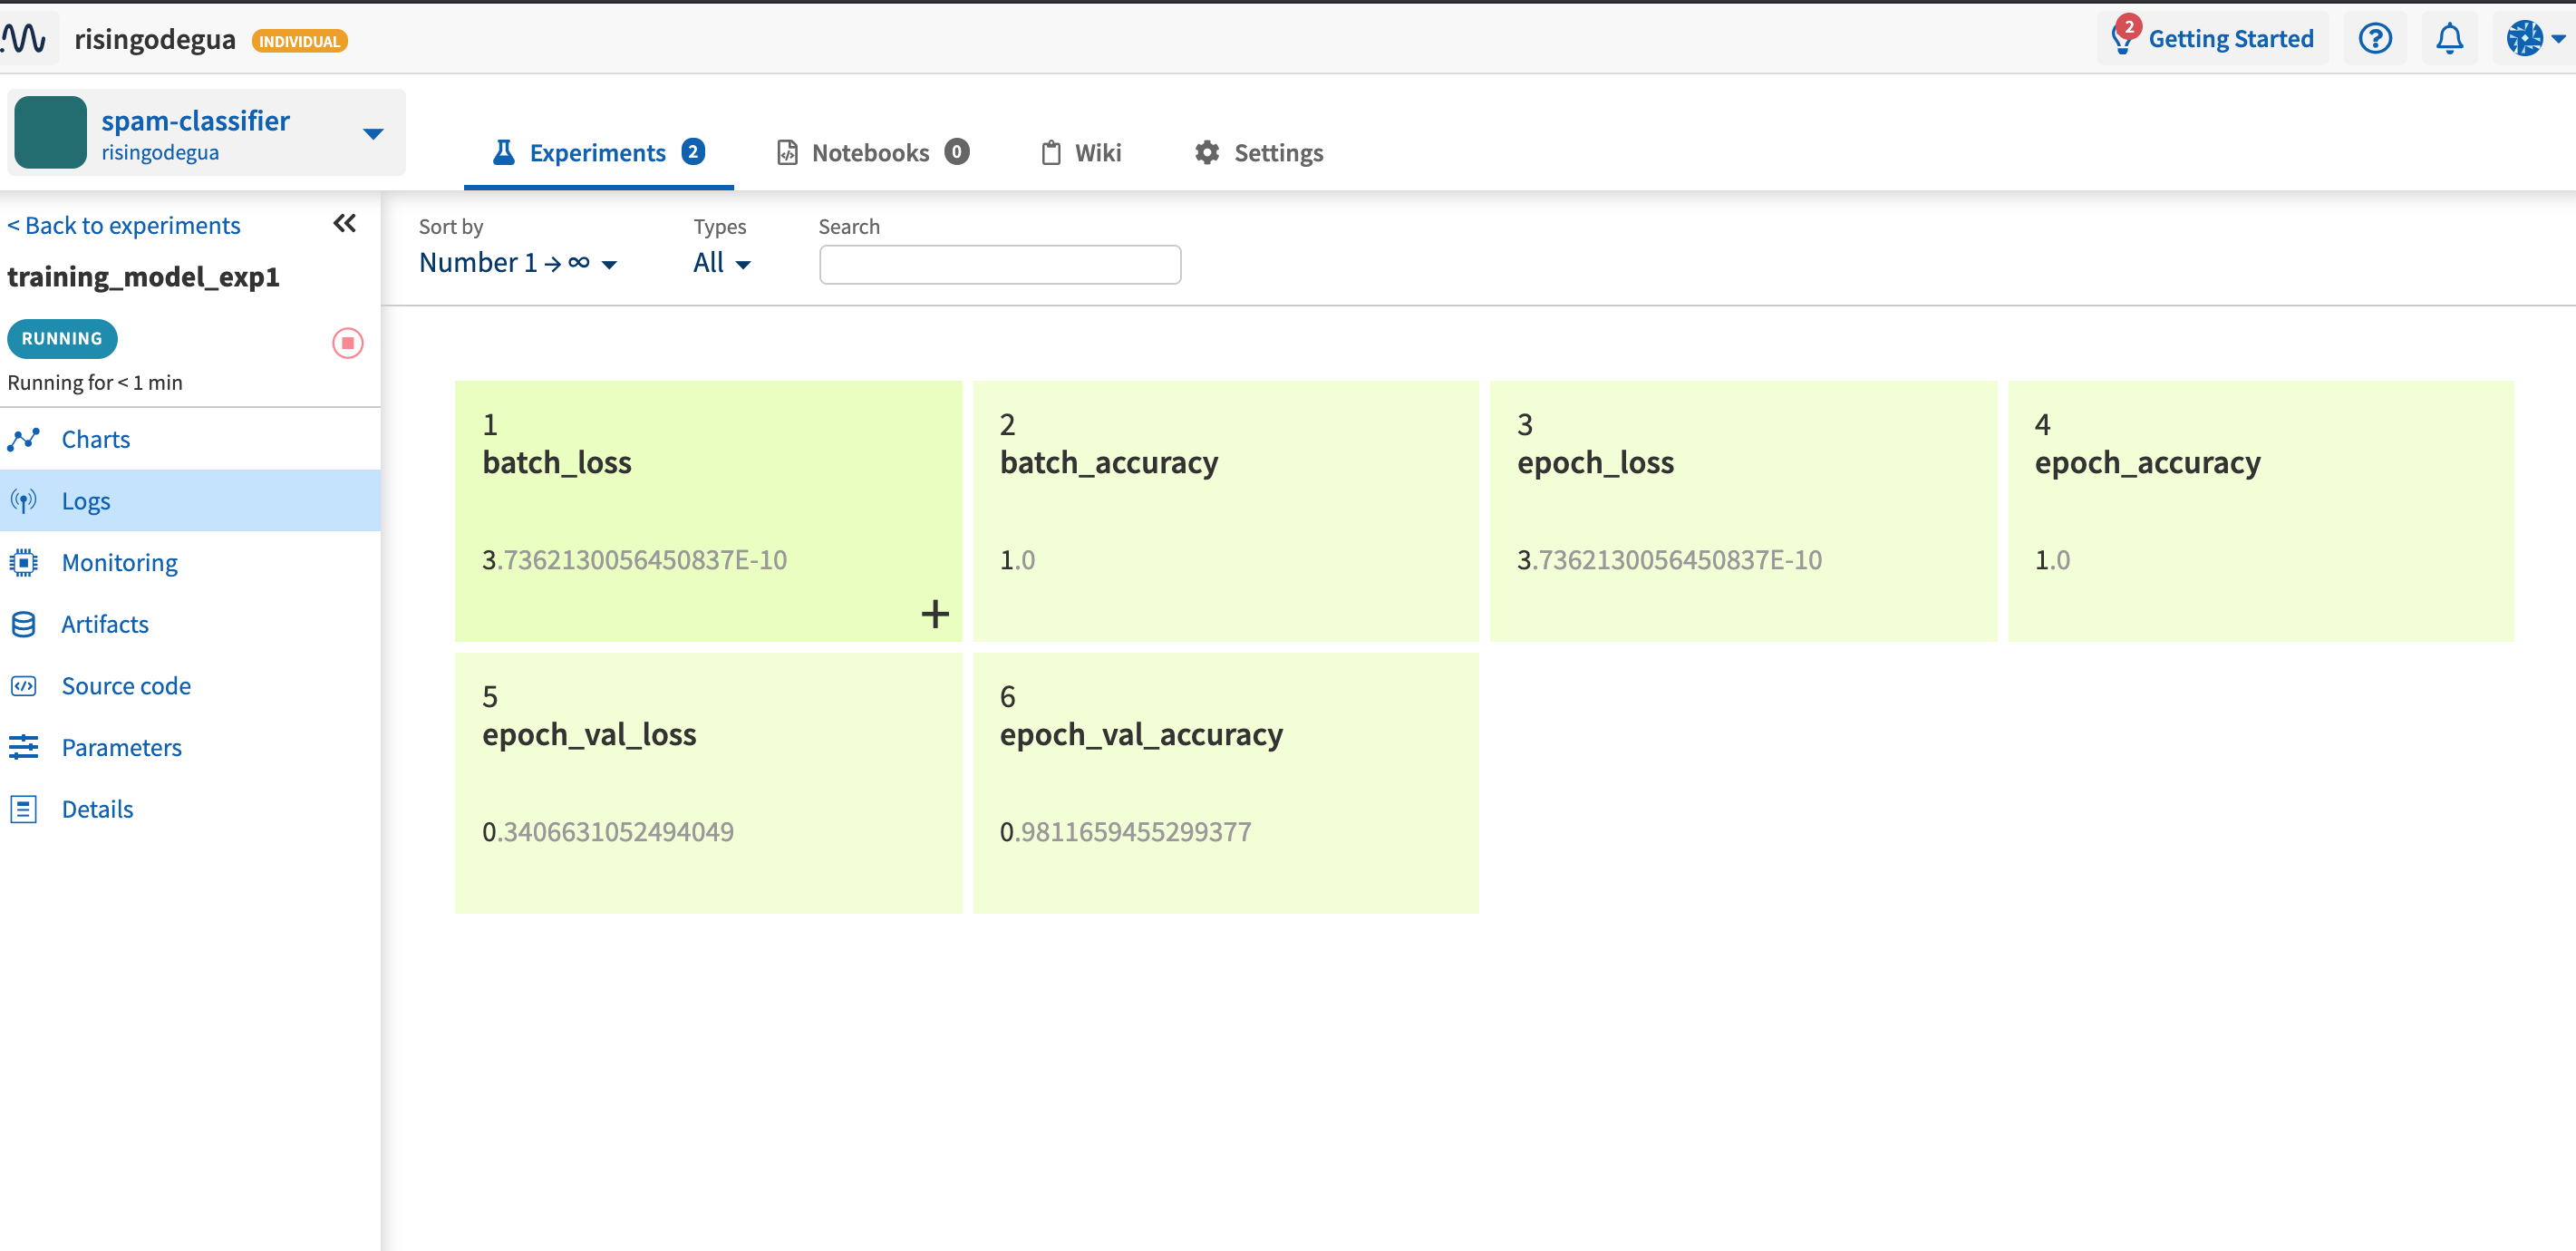 risingodegua INDIVIDUAL
2 Getting Started
spam-classifier
risingodegua
Experiments 2
Notebooks 0
Wiki
Settings
< Back to experiments
training_model_exp1
RUNNING
Running for < 1 min
Charts
Logs
Monitoring
Artifacts
Source code
Parameters
Details
Sort by
Number 1 → ∞
Types
All
Search
1
batch_loss
3.7362130056450837E-10
2
batch_accuracy
1.0
3
epoch_loss
3.7362130056450837E-10
4
epoch_accuracy
1.0
5
epoch_val_loss
0.3406631052494049
6
epoch_val_accuracy
0.9811659455299377